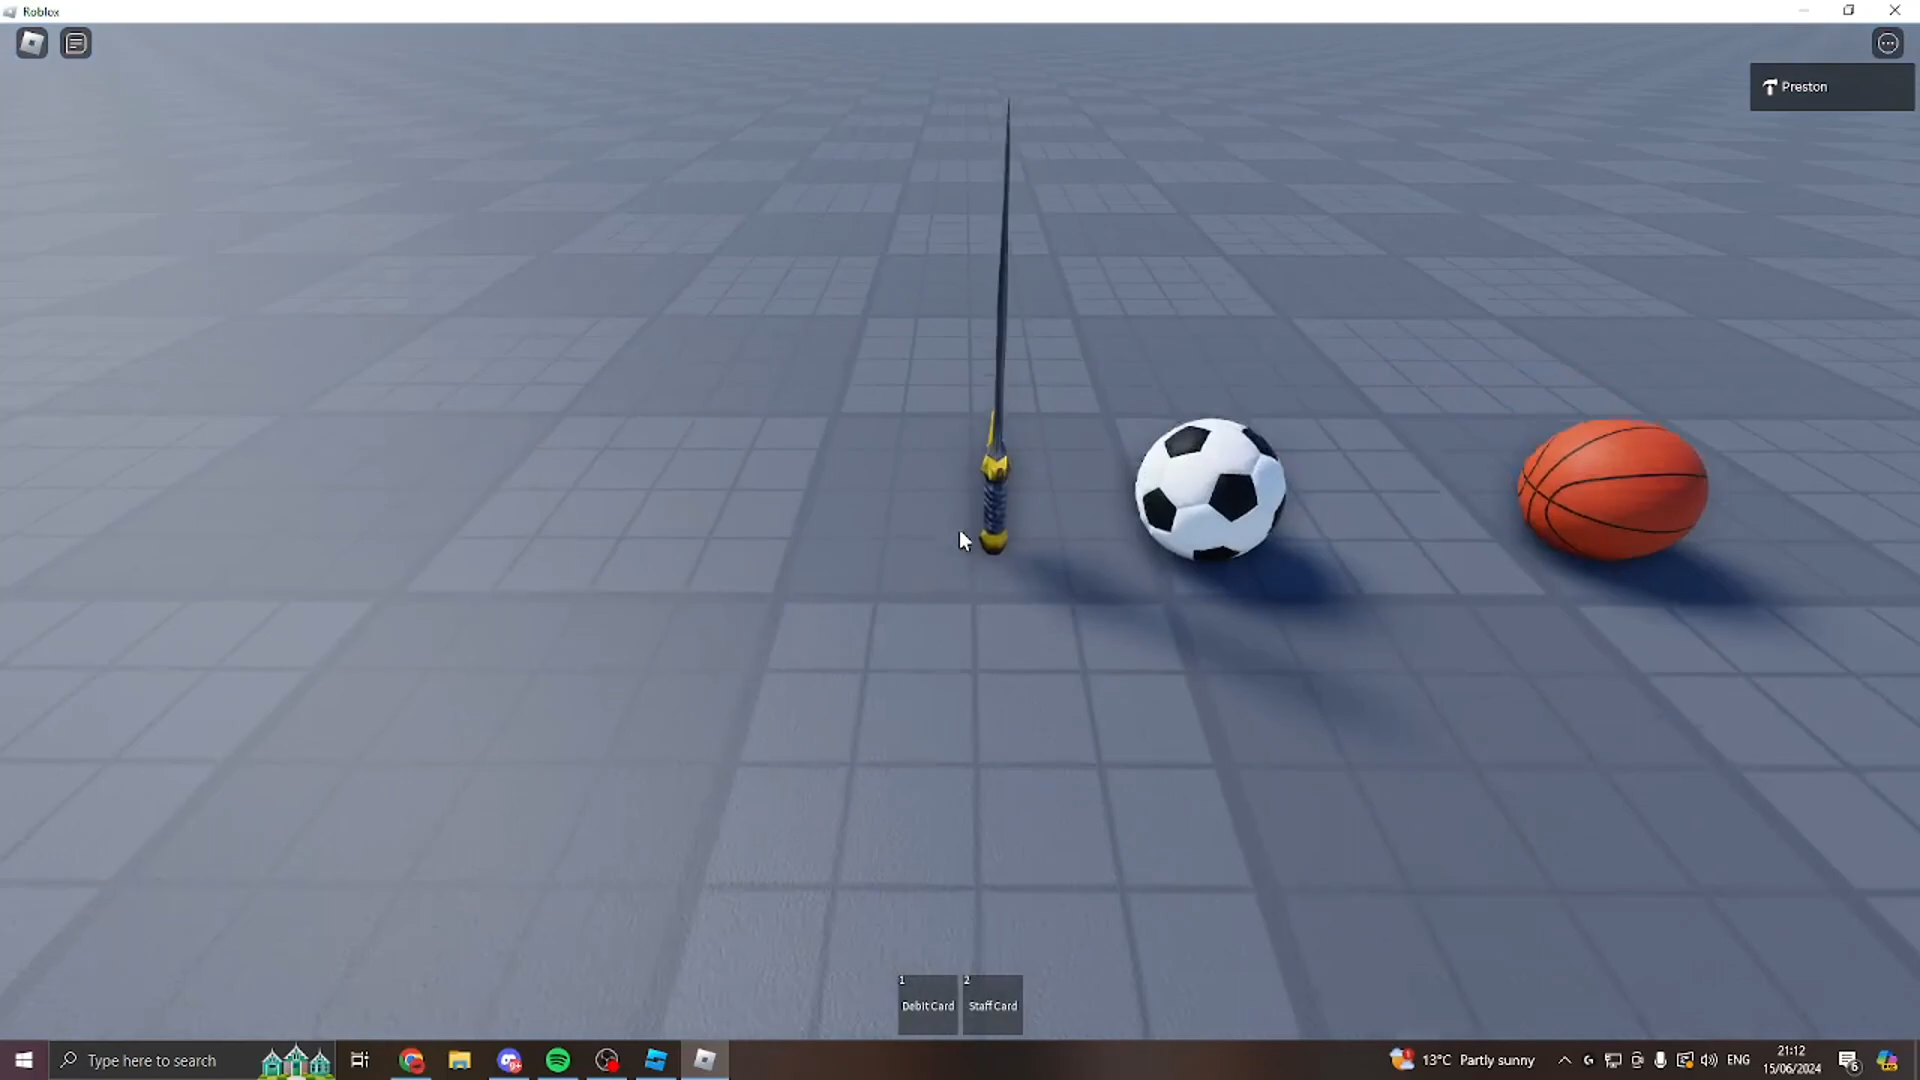 Roblox
Preston
1
Debit Card
2
Staff Card
Type here to search
13°C Partly sunny
ENG
21:12
15/06/2024
6